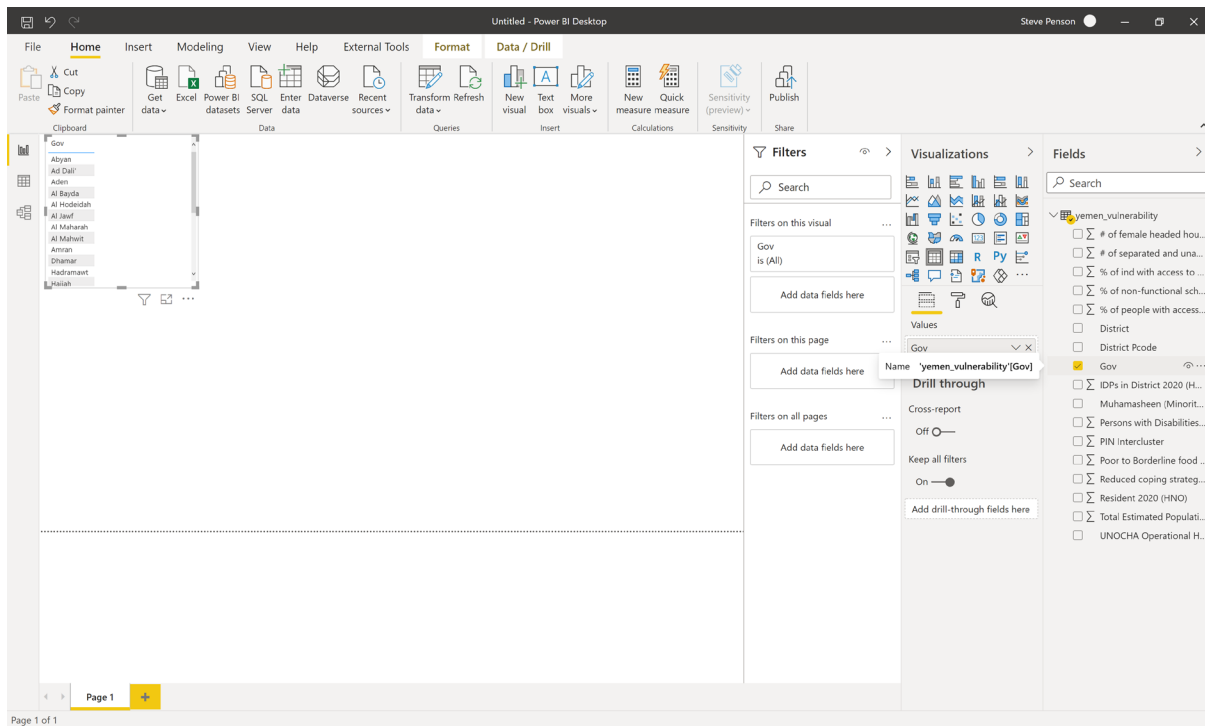 Untitled - Power BI Desktop
Steve Penson
File Home Insert Modeling View Help External Tools Format Data / Drill
Paste
Cut
Copy
Format painter
Clipboard
Get data
Excel
Power BI datasets
SQL Server
Enter data
Dataverse
Recent sources
Data
Transform data
Refresh
Queries
New visual
Text box
More visuals
Insert
New measure
Quick measure
Calculations
Sensitivity (preview)
Sensitivity
Publish
Share
Gov
Abyan
Ad Dali'
Aden
Al Bayda
Al Hodeidah
Al Jawf
Al Maharah
Al Mahwit
Amran
Dhamar
Hadramawt
Hajjah
Filters
Search
Filters on this visual ...
Gov
is (All)
Add data fields here
Filters on this page ...
Add data fields here
Filters on all pages ...
Add data fields here
Visualizations
R Py
...
Values
Gov
Name 'yemen_vulnerability'[Gov]
Drill through
Cross-report
Off
Keep all filters
On
Add drill-through fields here
Fields
Search
yemen_vulnerability
∑ # of female headed hou...
∑ # of separated and una...
∑ % of ind with access to ...
∑ % of non-functional sch...
∑ % of people with access...
District
District Pcode
Gov
∑ IDPs in District 2020 (H...
Muhamasheen (Minorit...
∑ Persons with Disabilities...
∑ PIN Intercluster
∑ Poor to Borderline food ...
∑ Reduced coping strateg...
∑ Resident 2020 (HNO)
∑ Total Estimated Populati...
UNOCHA Operational H...
Page 1
+
Page 1 of 1